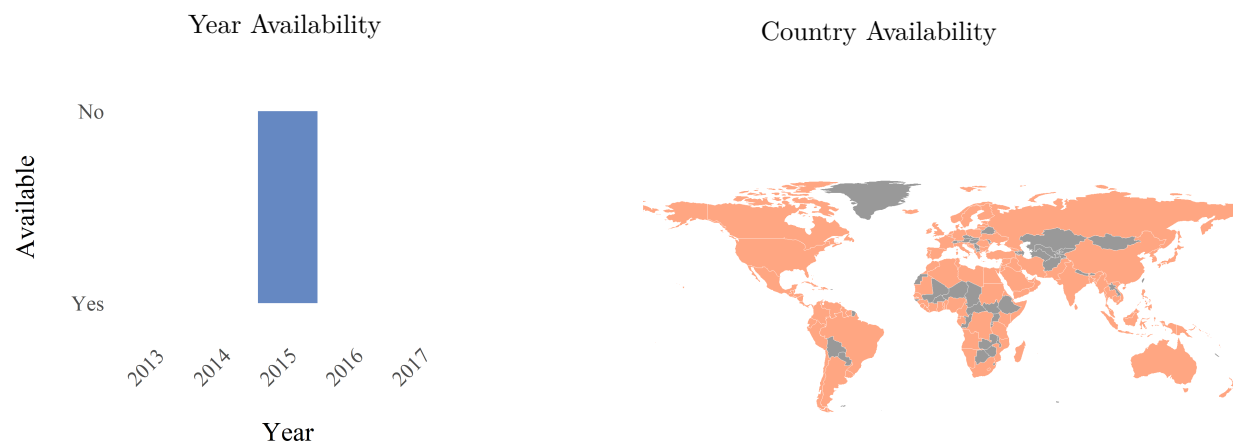 Year Availability
Available
No
Yes
2013
2014
2015
2016
2017
Year
Country Availability